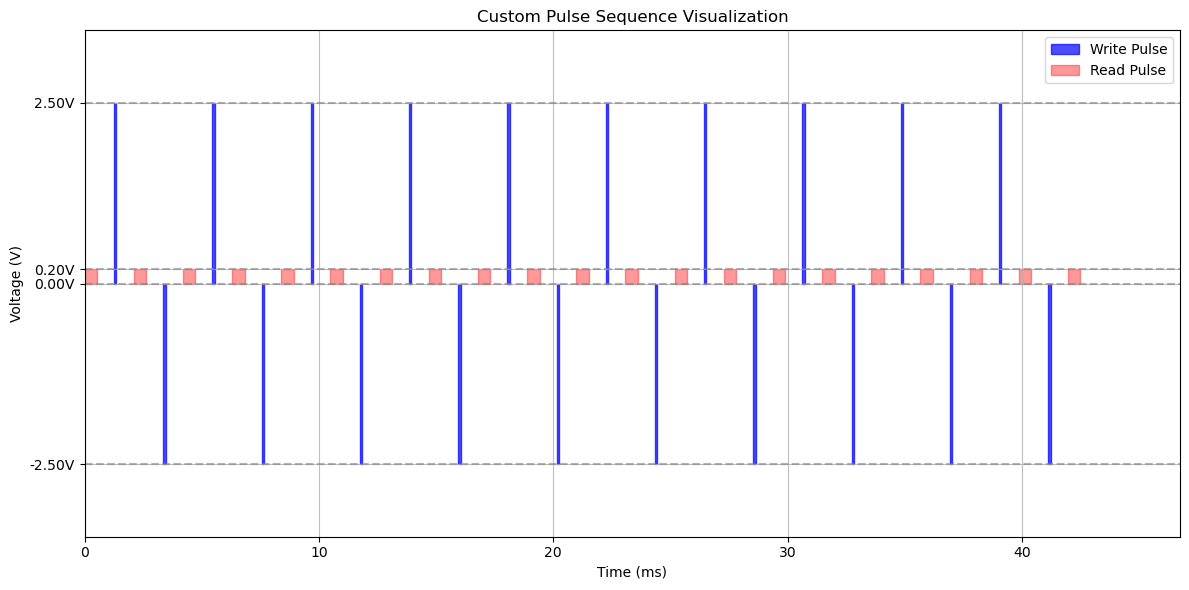 Custom Pulse Sequence Visualization
Write Pulse
Read Pulse
2.50V
0.20V
0.00V
-2.50V
Voltage (V)
0 10 20 30 40
Time (ms)